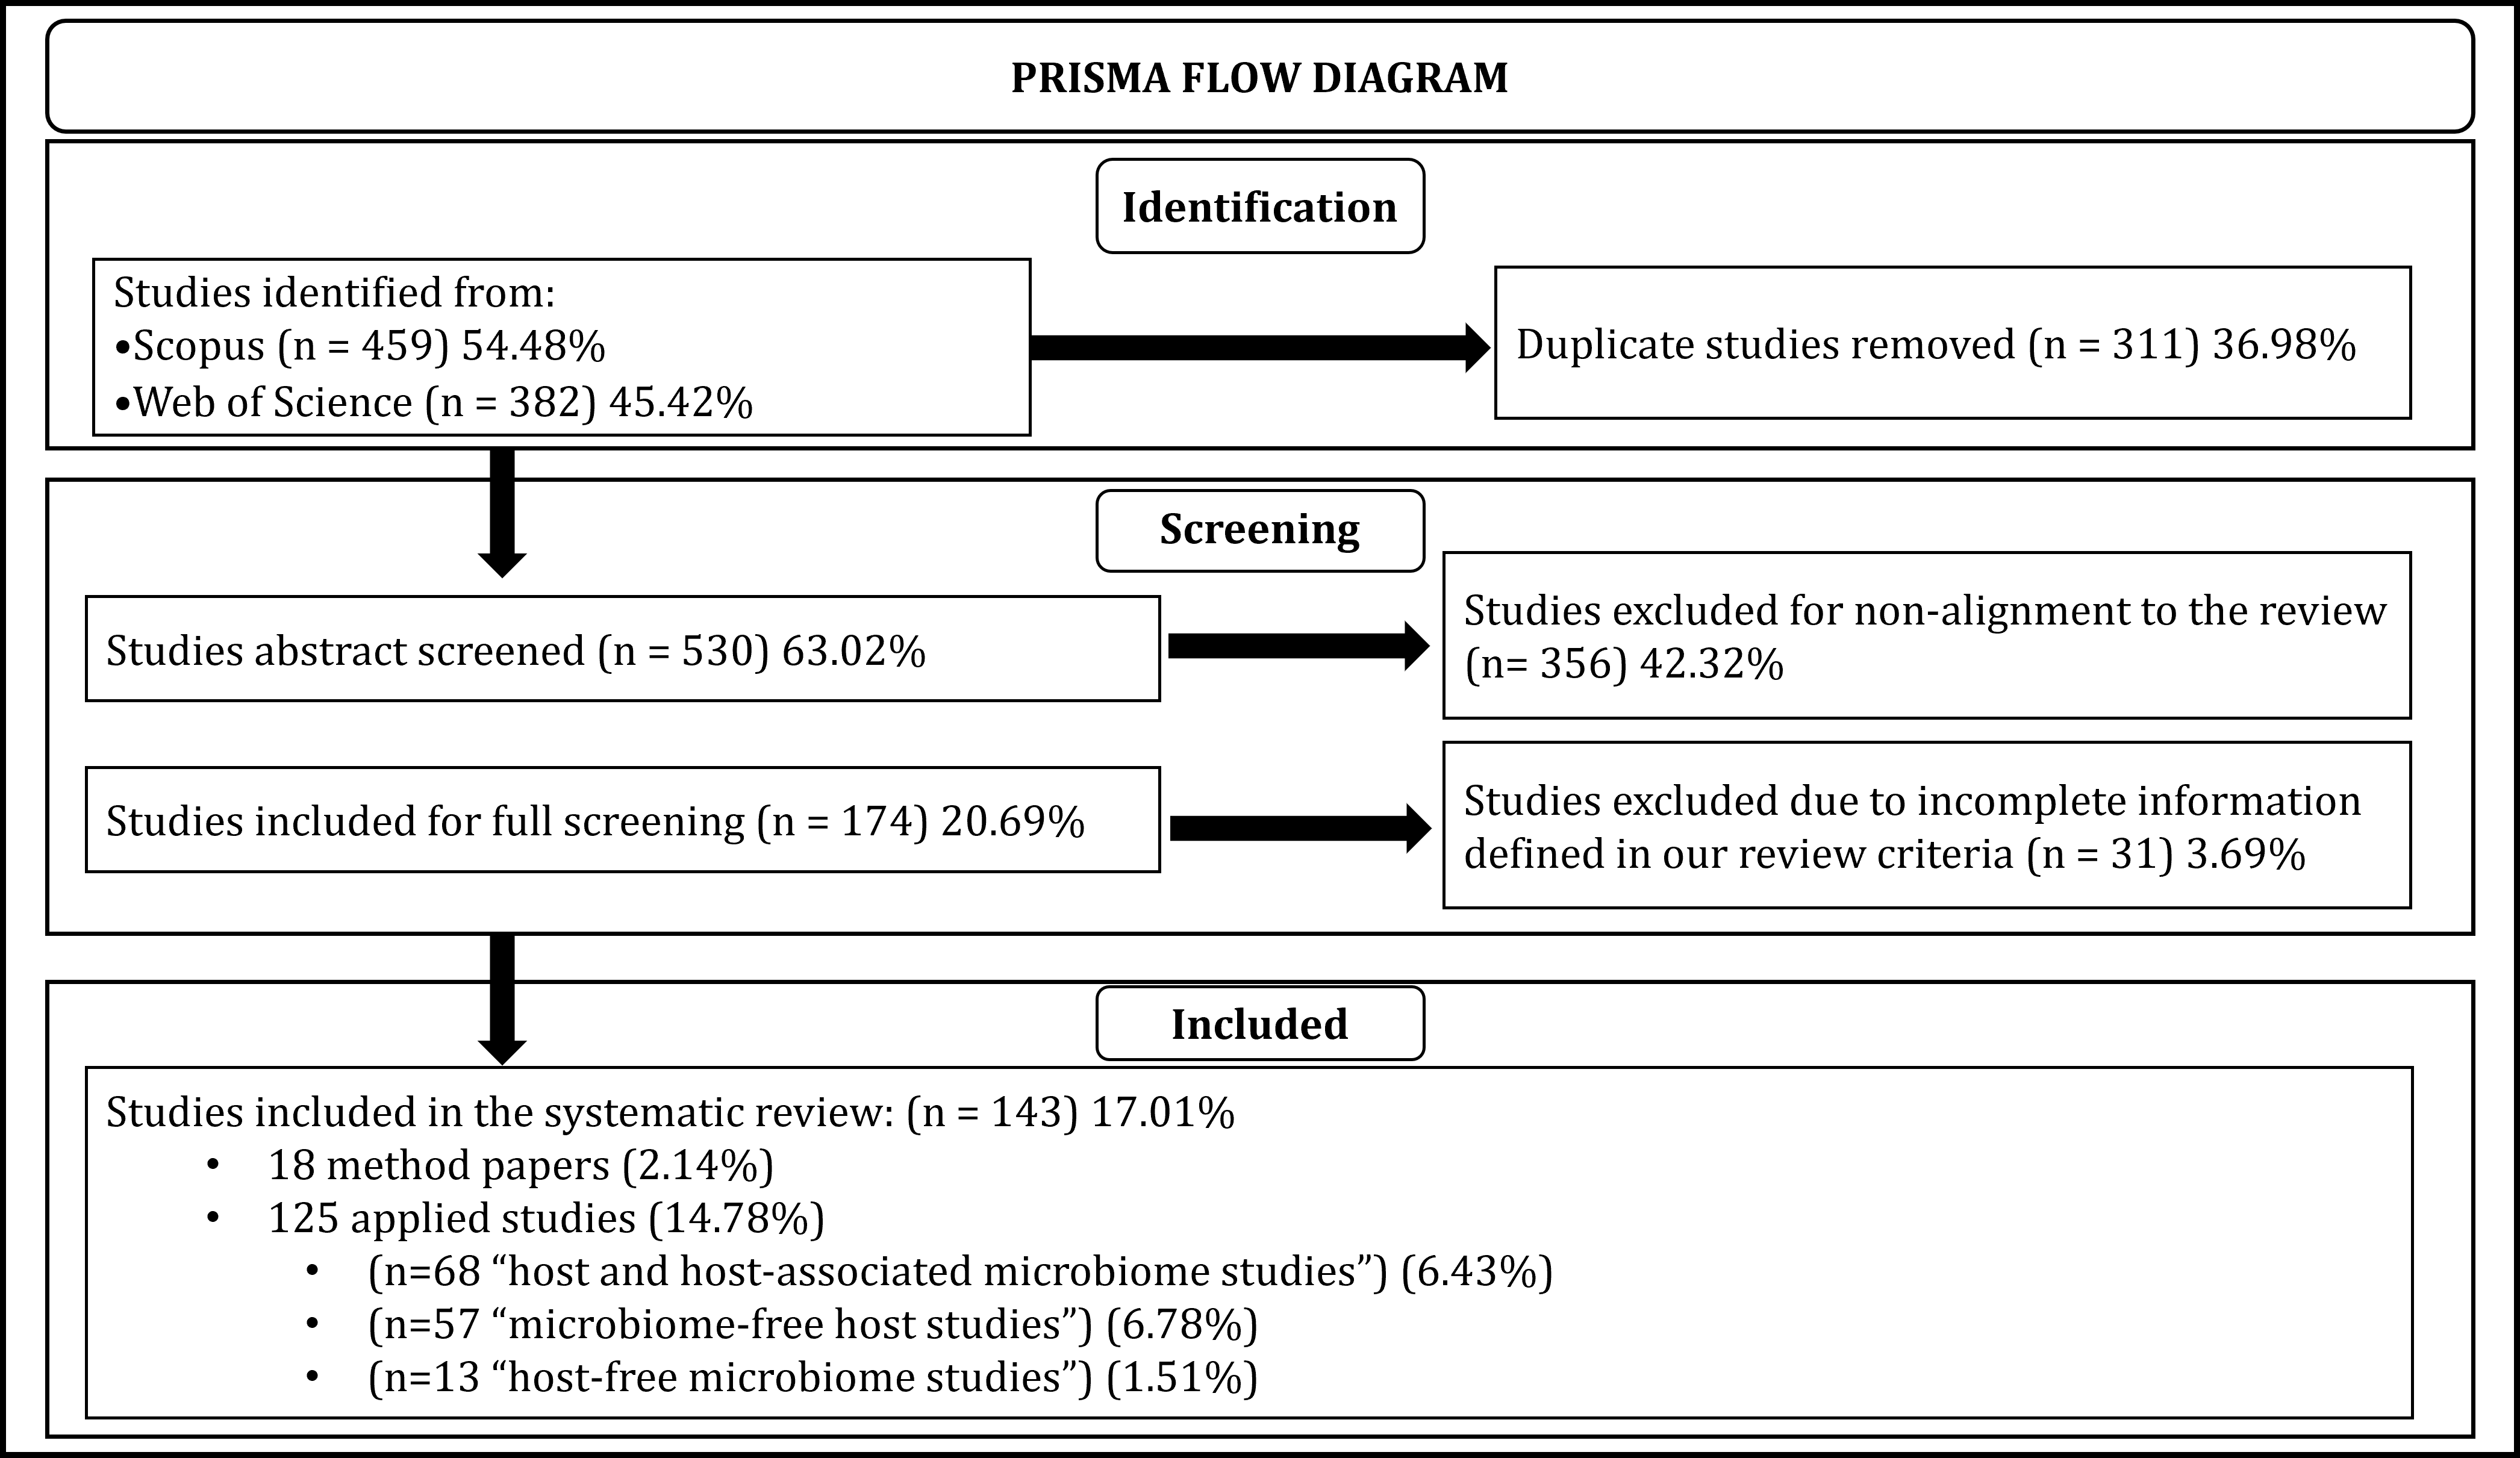 PRISMA FLOW DIAGRAM
Identification
Studies identified from:
•Scopus (n = 459) 54.48%
•Web of Science (n = 382) 45.42%
Duplicate studies removed (n = 311) 36.98%
Screening
Studies abstract screened (n = 530) 63.02%
Studies excluded for non-alignment to the review
(n= 356) 42.32%
Studies included for full screening (n = 174) 20.69%
Studies excluded due to incomplete information
defined in our review criteria (n = 31) 3.69%
Included
Studies included in the systematic review: (n = 143) 17.01%
• 18 method papers (2.14%)
• 125 applied studies (14.78%)
• (n=68 “host and host-associated microbiome studies”) (6.43%)
• (n=57 “microbiome-free host studies”) (6.78%)
• (n=13 “host-free microbiome studies”) (1.51%)